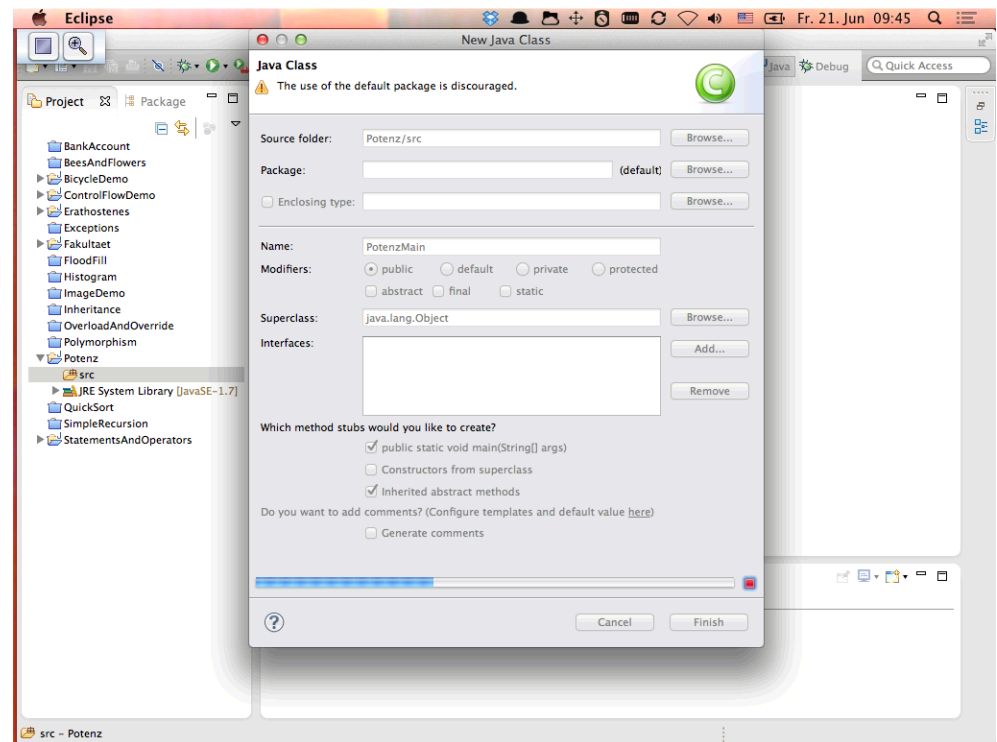 Eclipse Fr. 21. Jun 09:45
New Java Class
Java Class
The use of the default package is discouraged.
Java Debug Quick Access
Project Package
BankAccount
BeesAndFlowers
BicycleDemo
ControlFlowDemo
Erathostenes
Exceptions
Fakultaet
FloodFill
Histogram
ImageDemo
Inheritance
OverloadAndOverride
Polymorphism
Potenz
src
JRE System Library [JavaSE-1.7]
QuickSort
SimpleRecursion
StatementsAndOperators
Source folder: Potenz/src Browse...
Package: (default) Browse...
Enclosing type: Browse...
Name: PotenzMain
Modifiers: public default private protected
abstract final static
Superclass: java.lang.Object Browse...
Interfaces: Add...
Remove
Which method stubs would you like to create?
public static void main(String[] args)
Constructors from superclass
Inherited abstract methods
Do you want to add comments? (Configure templates and default value here)
Generate comments
? Cancel Finish
src – Potenz